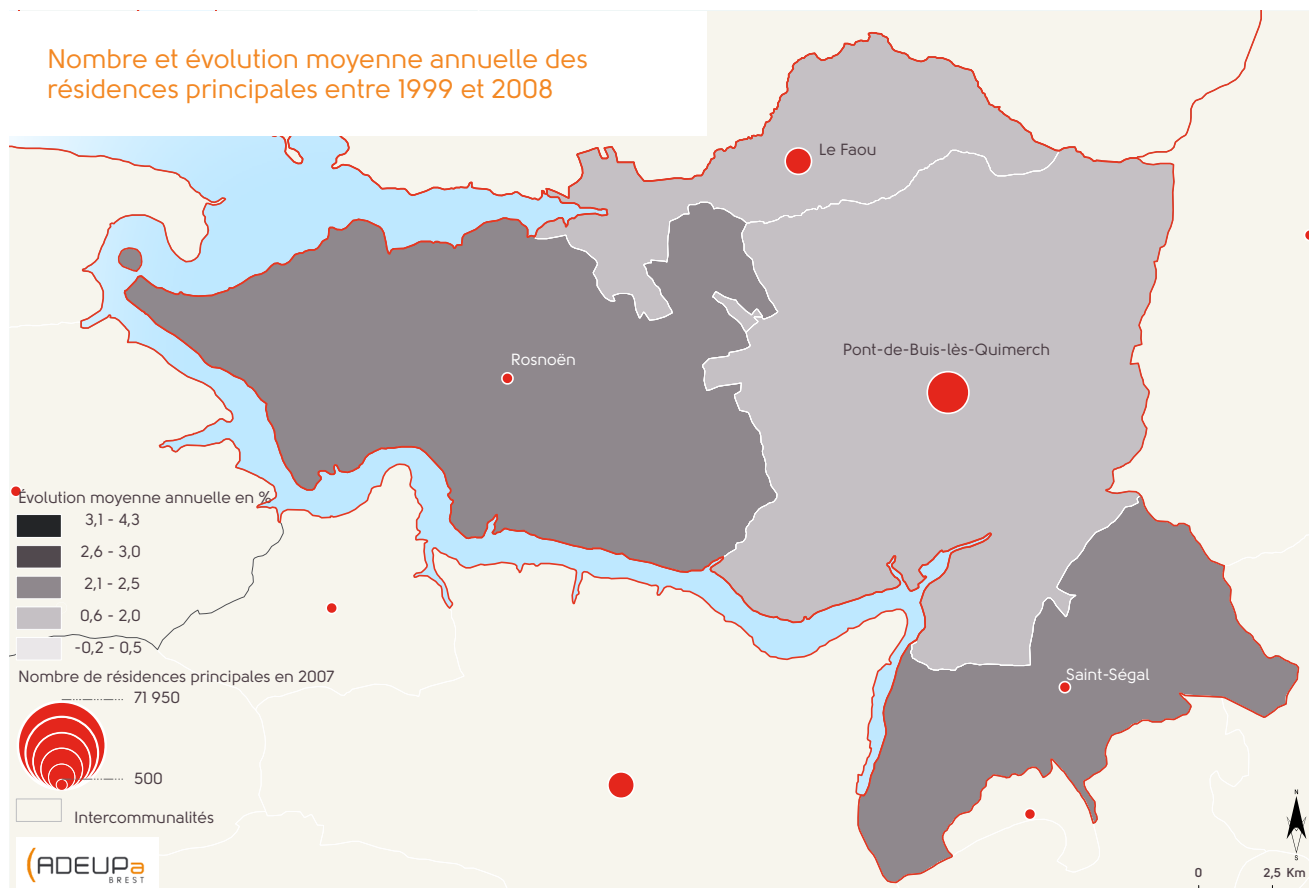 Nombre et évolution moyenne annuelle des
résidences principales entre 1999 et 2008
Le Faou
Pont-de-Buis-lès-Quimerch
Rosnoën
Saint-Ségal
Évolution moyenne annuelle en %
3,1 - 4,3
2,6 - 3,0
2,1 - 2,5
0,6 - 2,0
-0,2 - 0,5
Nombre de résidences principales en 2007
71 950
500
Intercommunalités
ADEUPa
BREST
N
S
0 2,5 Km